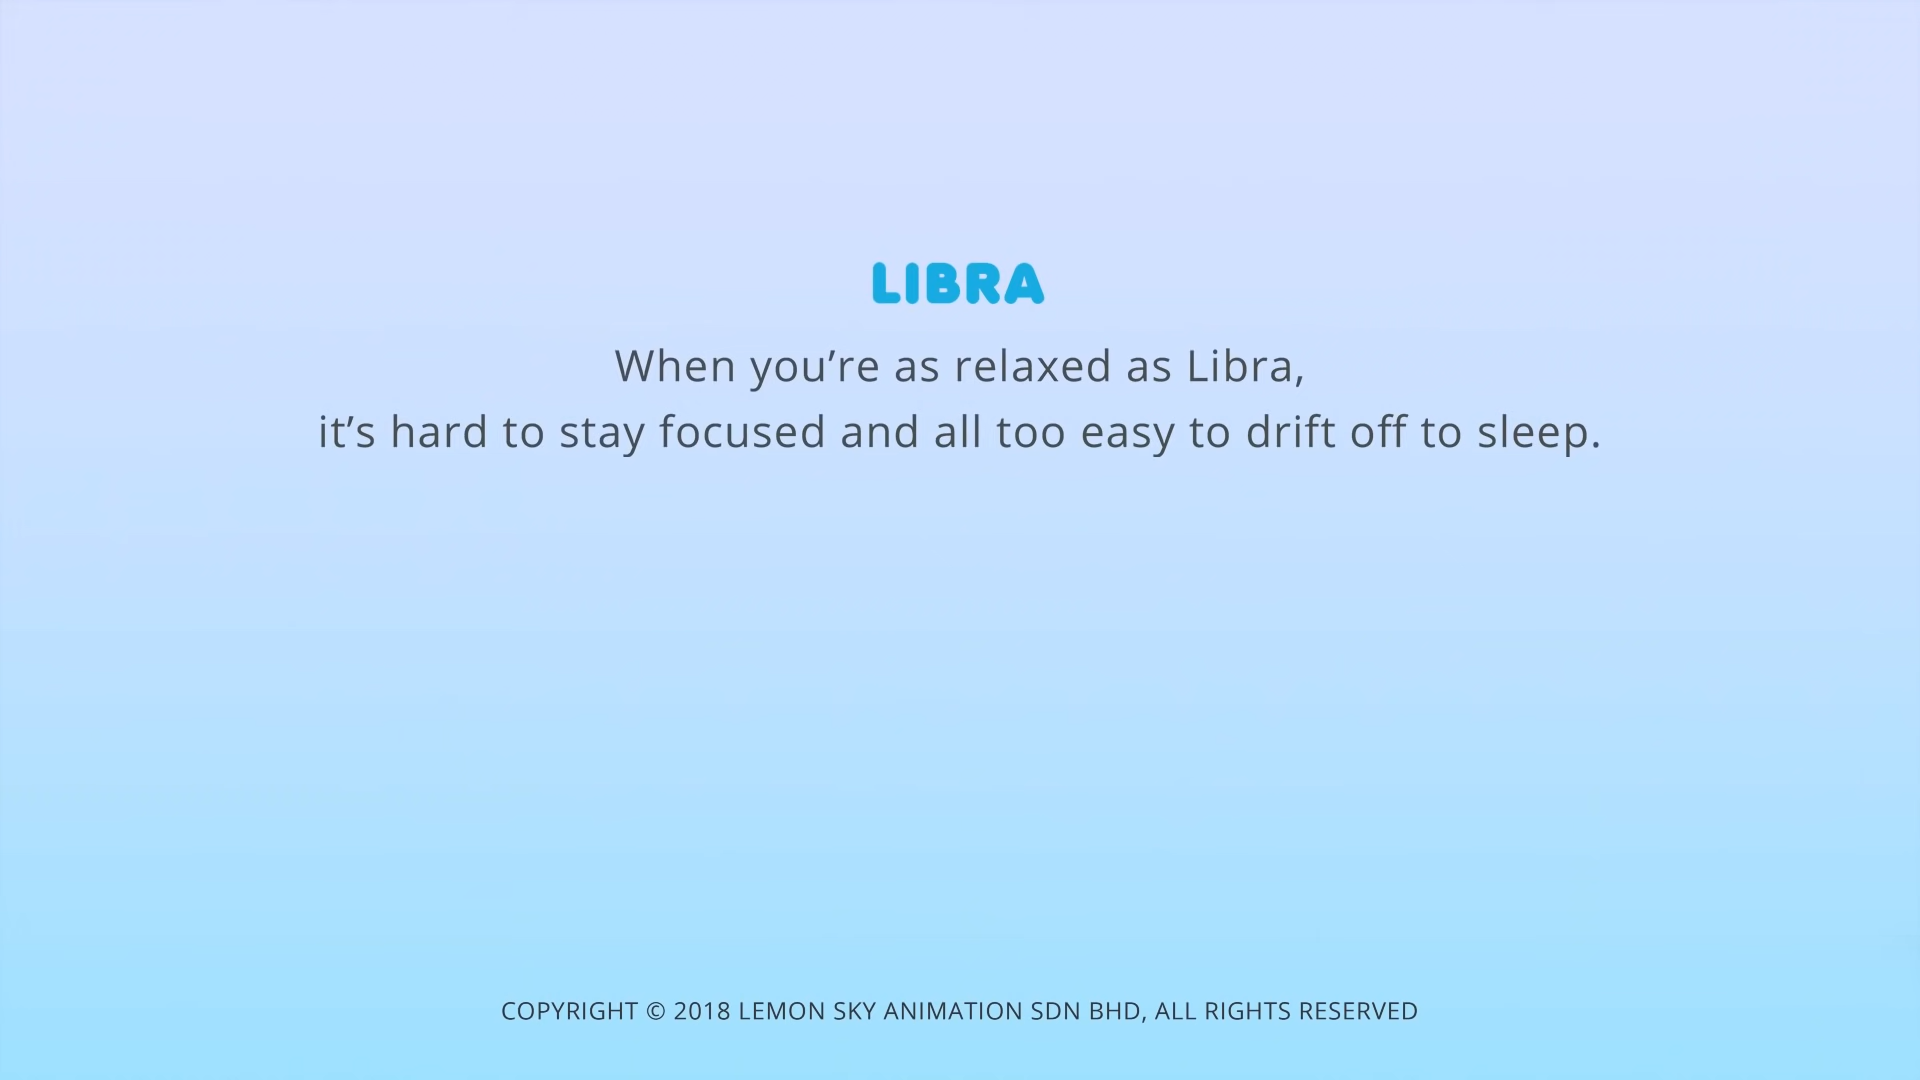 LIBRA
When you’re as relaxed as Libra,
it’s hard to stay focused and all too easy to drift off to sleep.
COPYRIGHT © 2018 LEMON SKY ANIMATION SDN BHD, ALL RIGHTS RESERVED